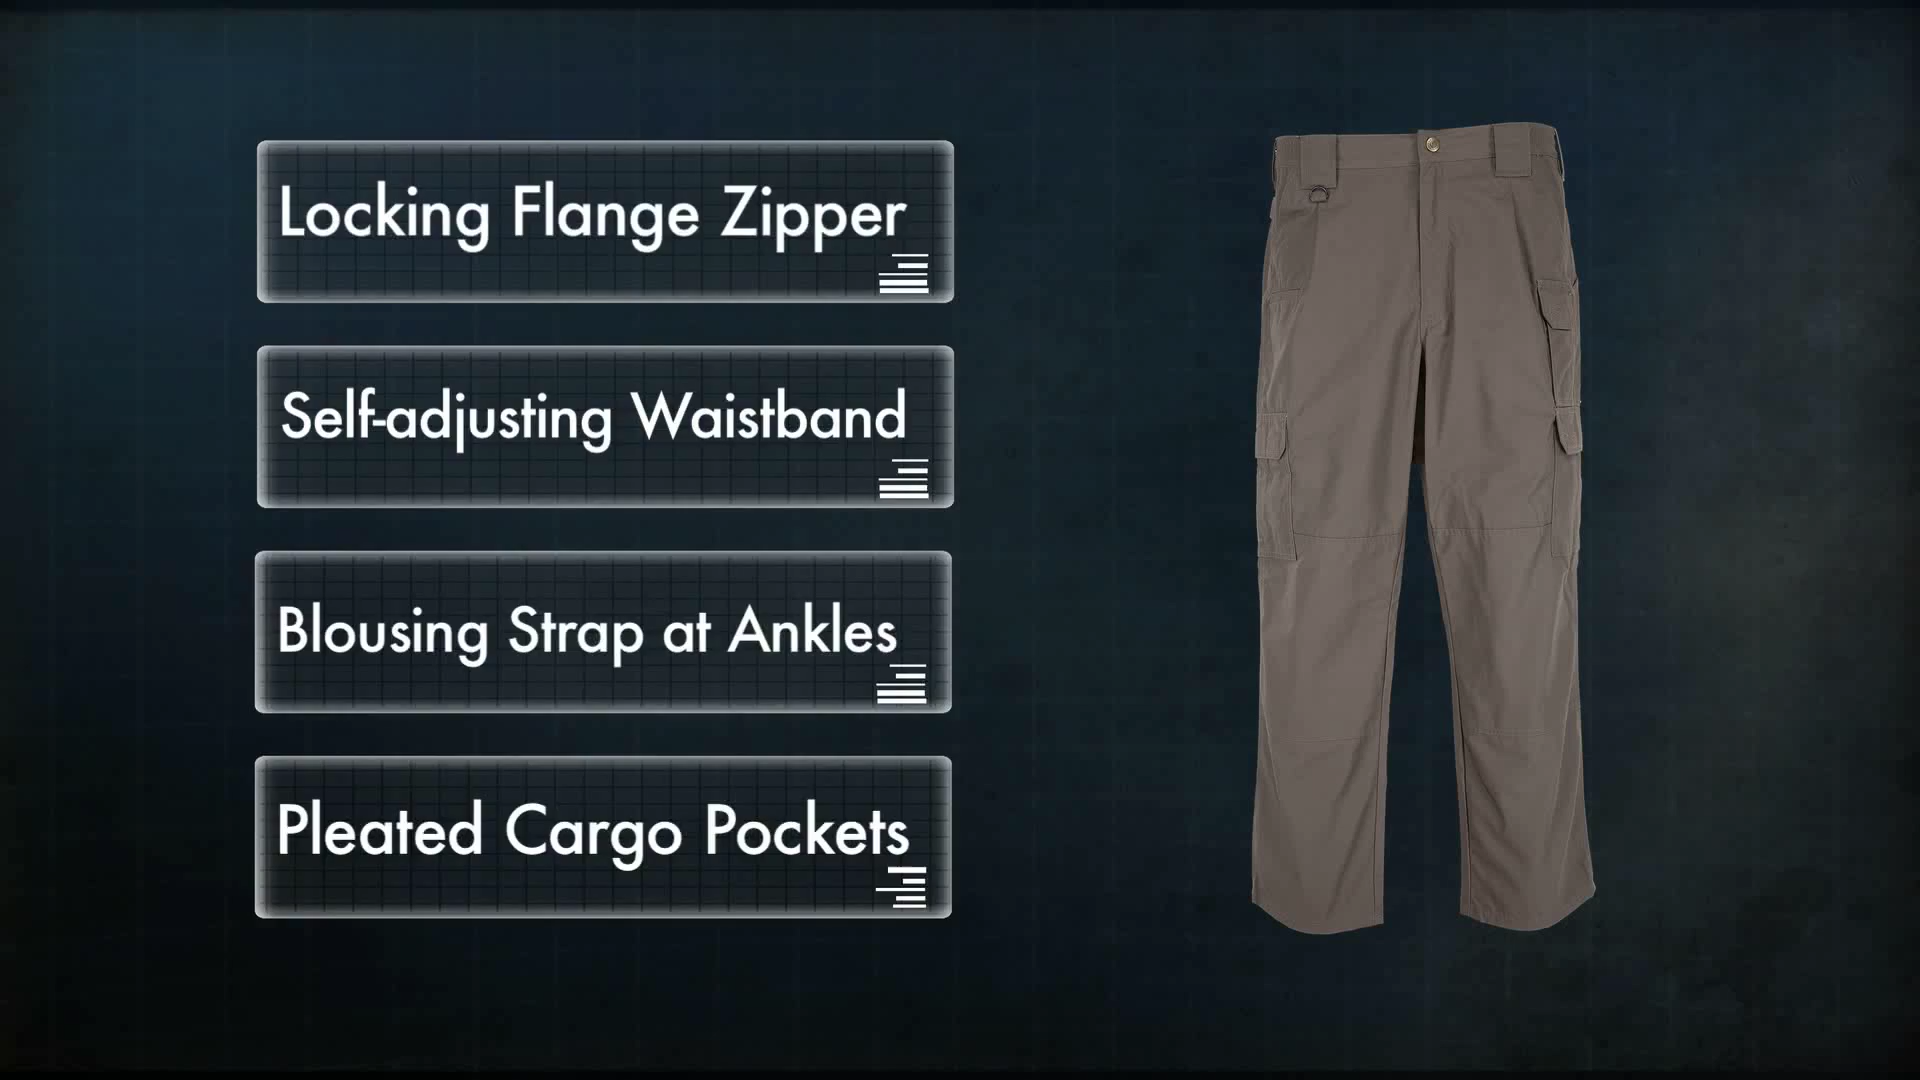 Locking Flange Zipper
Self-adjusting Waistband
Blousing Strap at Ankles
Pleated Cargo Pockets